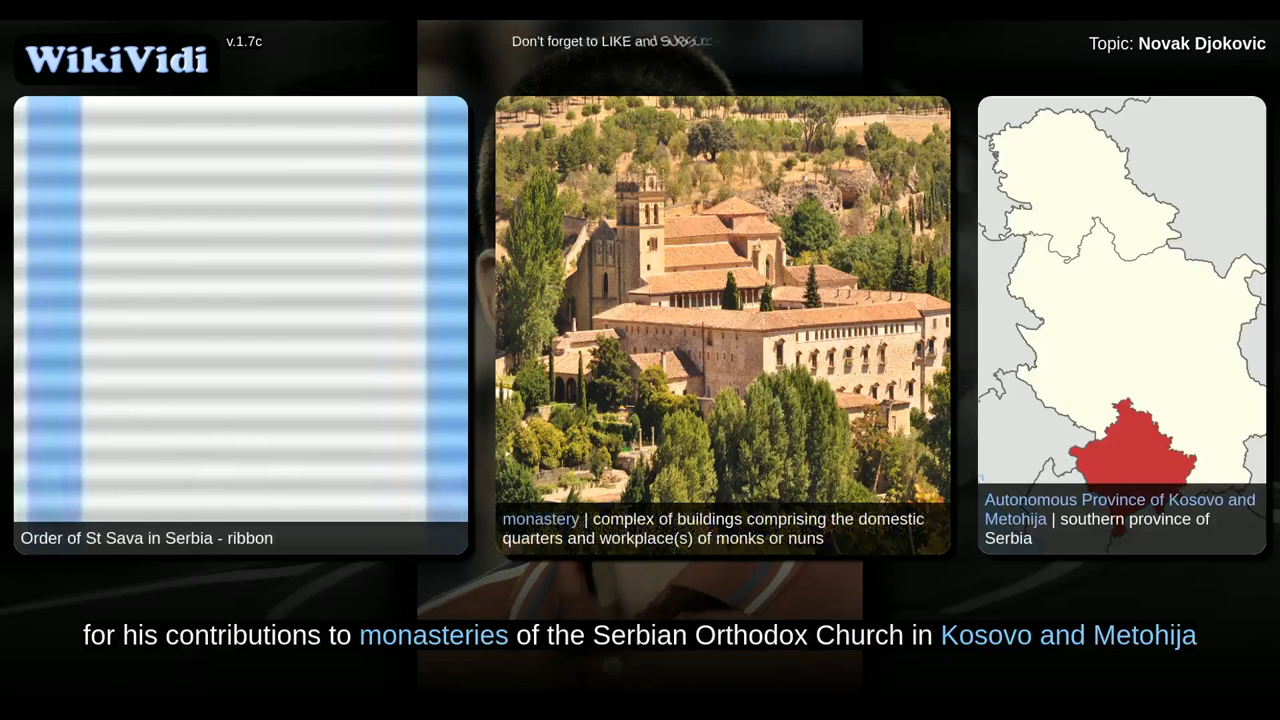 WikiVidi
v.1.7c
Don't forget to LIKE and
Topic: Novak Djokovic
Order of St Sava in Serbia - ribbon
monastery | complex of buildings comprising the domestic
quarters and workplace(s) of monks or nuns
Autonomous Province of Kosovo and
Metohija | southern province of
Serbia
for his contributions to monasteries of the Serbian Orthodox Church in Kosovo and Metohija